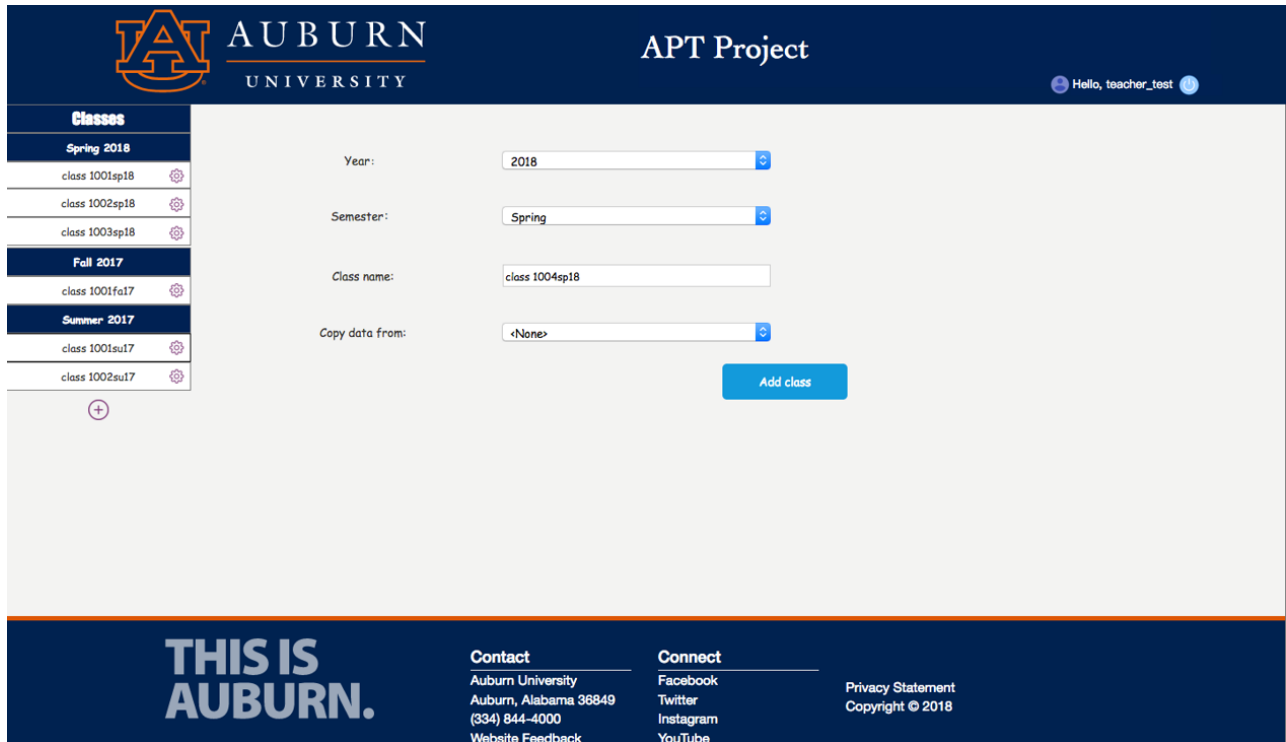 AUBURN
UNIVERSITY
APT Project
Hello, teacher_test
Classes
Spring 2018
class 1001sp18
class 1002sp18
class 1003sp18
Fall 2017
class 1001fa17
Summer 2017
class 1001su17
class 1002su17
Year: 2018
Semester: Spring
Class name: class 1004sp18
Copy data from: <None>
Add class
THIS IS
AUBURN.
Contact
Auburn University
Auburn, Alabama 36849
(334) 844-4000
Website Feedback
Connect
Facebook
Twitter
Instagram
YouTube
Privacy Statement
Copyright © 2018